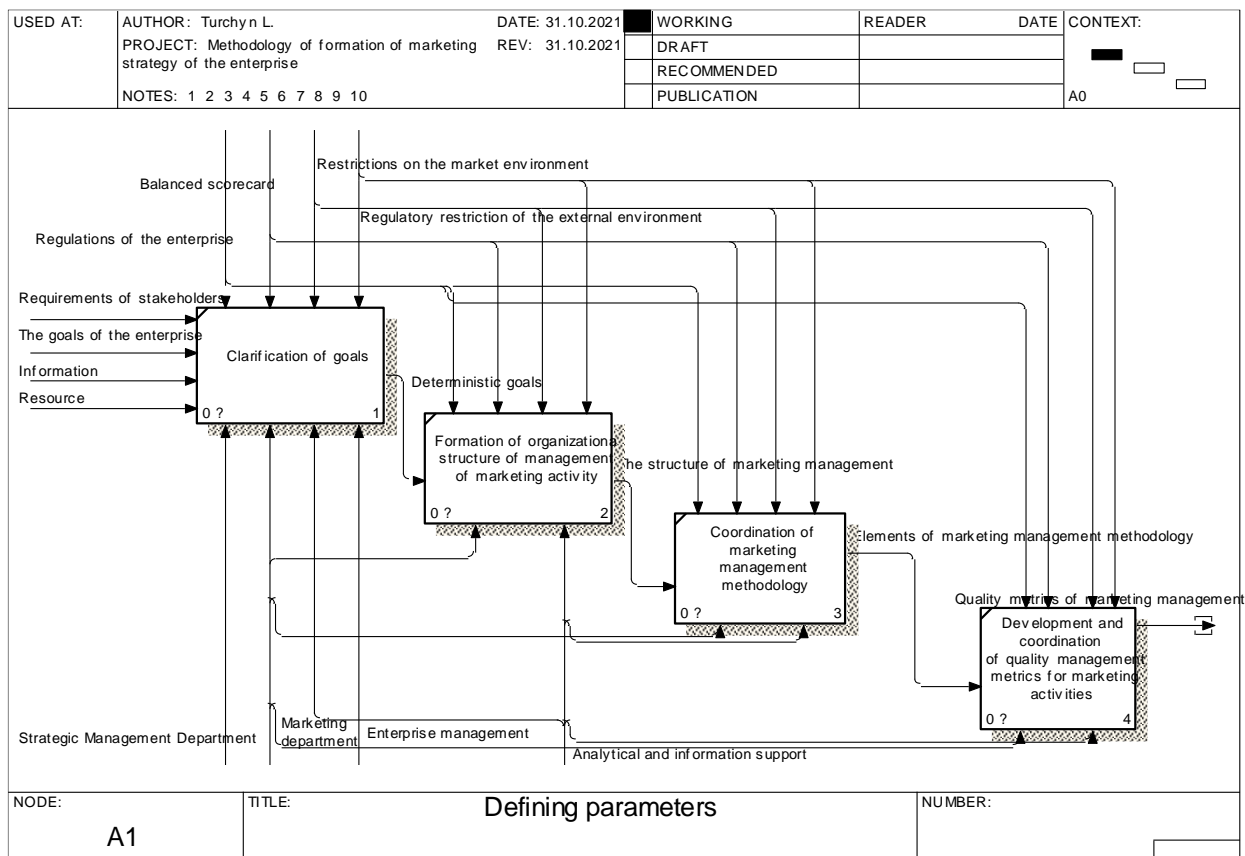 USED AT:
AUTHOR: Turchyn L.
DATE: 31.10.2021
PROJECT: Methodology of formation of marketing
strategy of the enterprise
REV: 31.10.2021
NOTES: 1 2 3 4 5 6 7 8 9 10
WORKING
DRAFT
RECOMMENDED
PUBLICATION
READER
DATE
CONTEXT:
A0
Restrictions on the market environment
Balanced scorecard
Regulatory restriction of the external environment
Regulations of the enterprise
Requirements of stakeholders
The goals of the enterprise
Information
Resource
Clarification of goals
0 ?
1
Deterministic goals
Formation of organizationa
structure of management
of marketing activity
0 ?
2
he structure of marketing management
Coordination of
marketing
management
methodology
0 ?
3
Elements of marketing management methodology
Quality metrics of marketing management
Development and
coordination
of quality management
metrics for marketing
activities
0 ?
4
Strategic Management Department
Marketing
department
Enterprise management
Analytical and information support
NODE:
A1
TITLE:
Defining parameters
NUMBER: